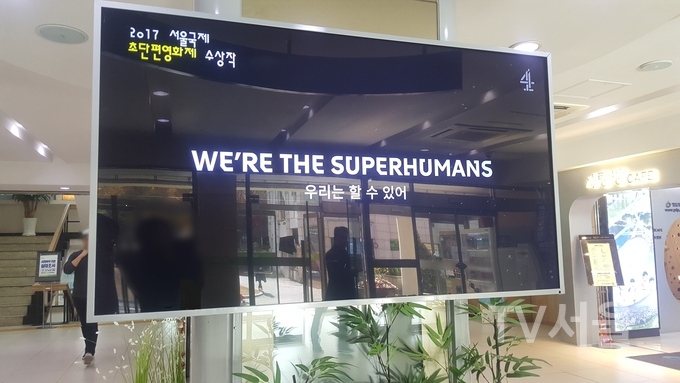 2017 서울국제
초단편영화제 수상작
4
WE'RE THE SUPERHUMANS
우리는 할 수 있어
CAFE
TV서울